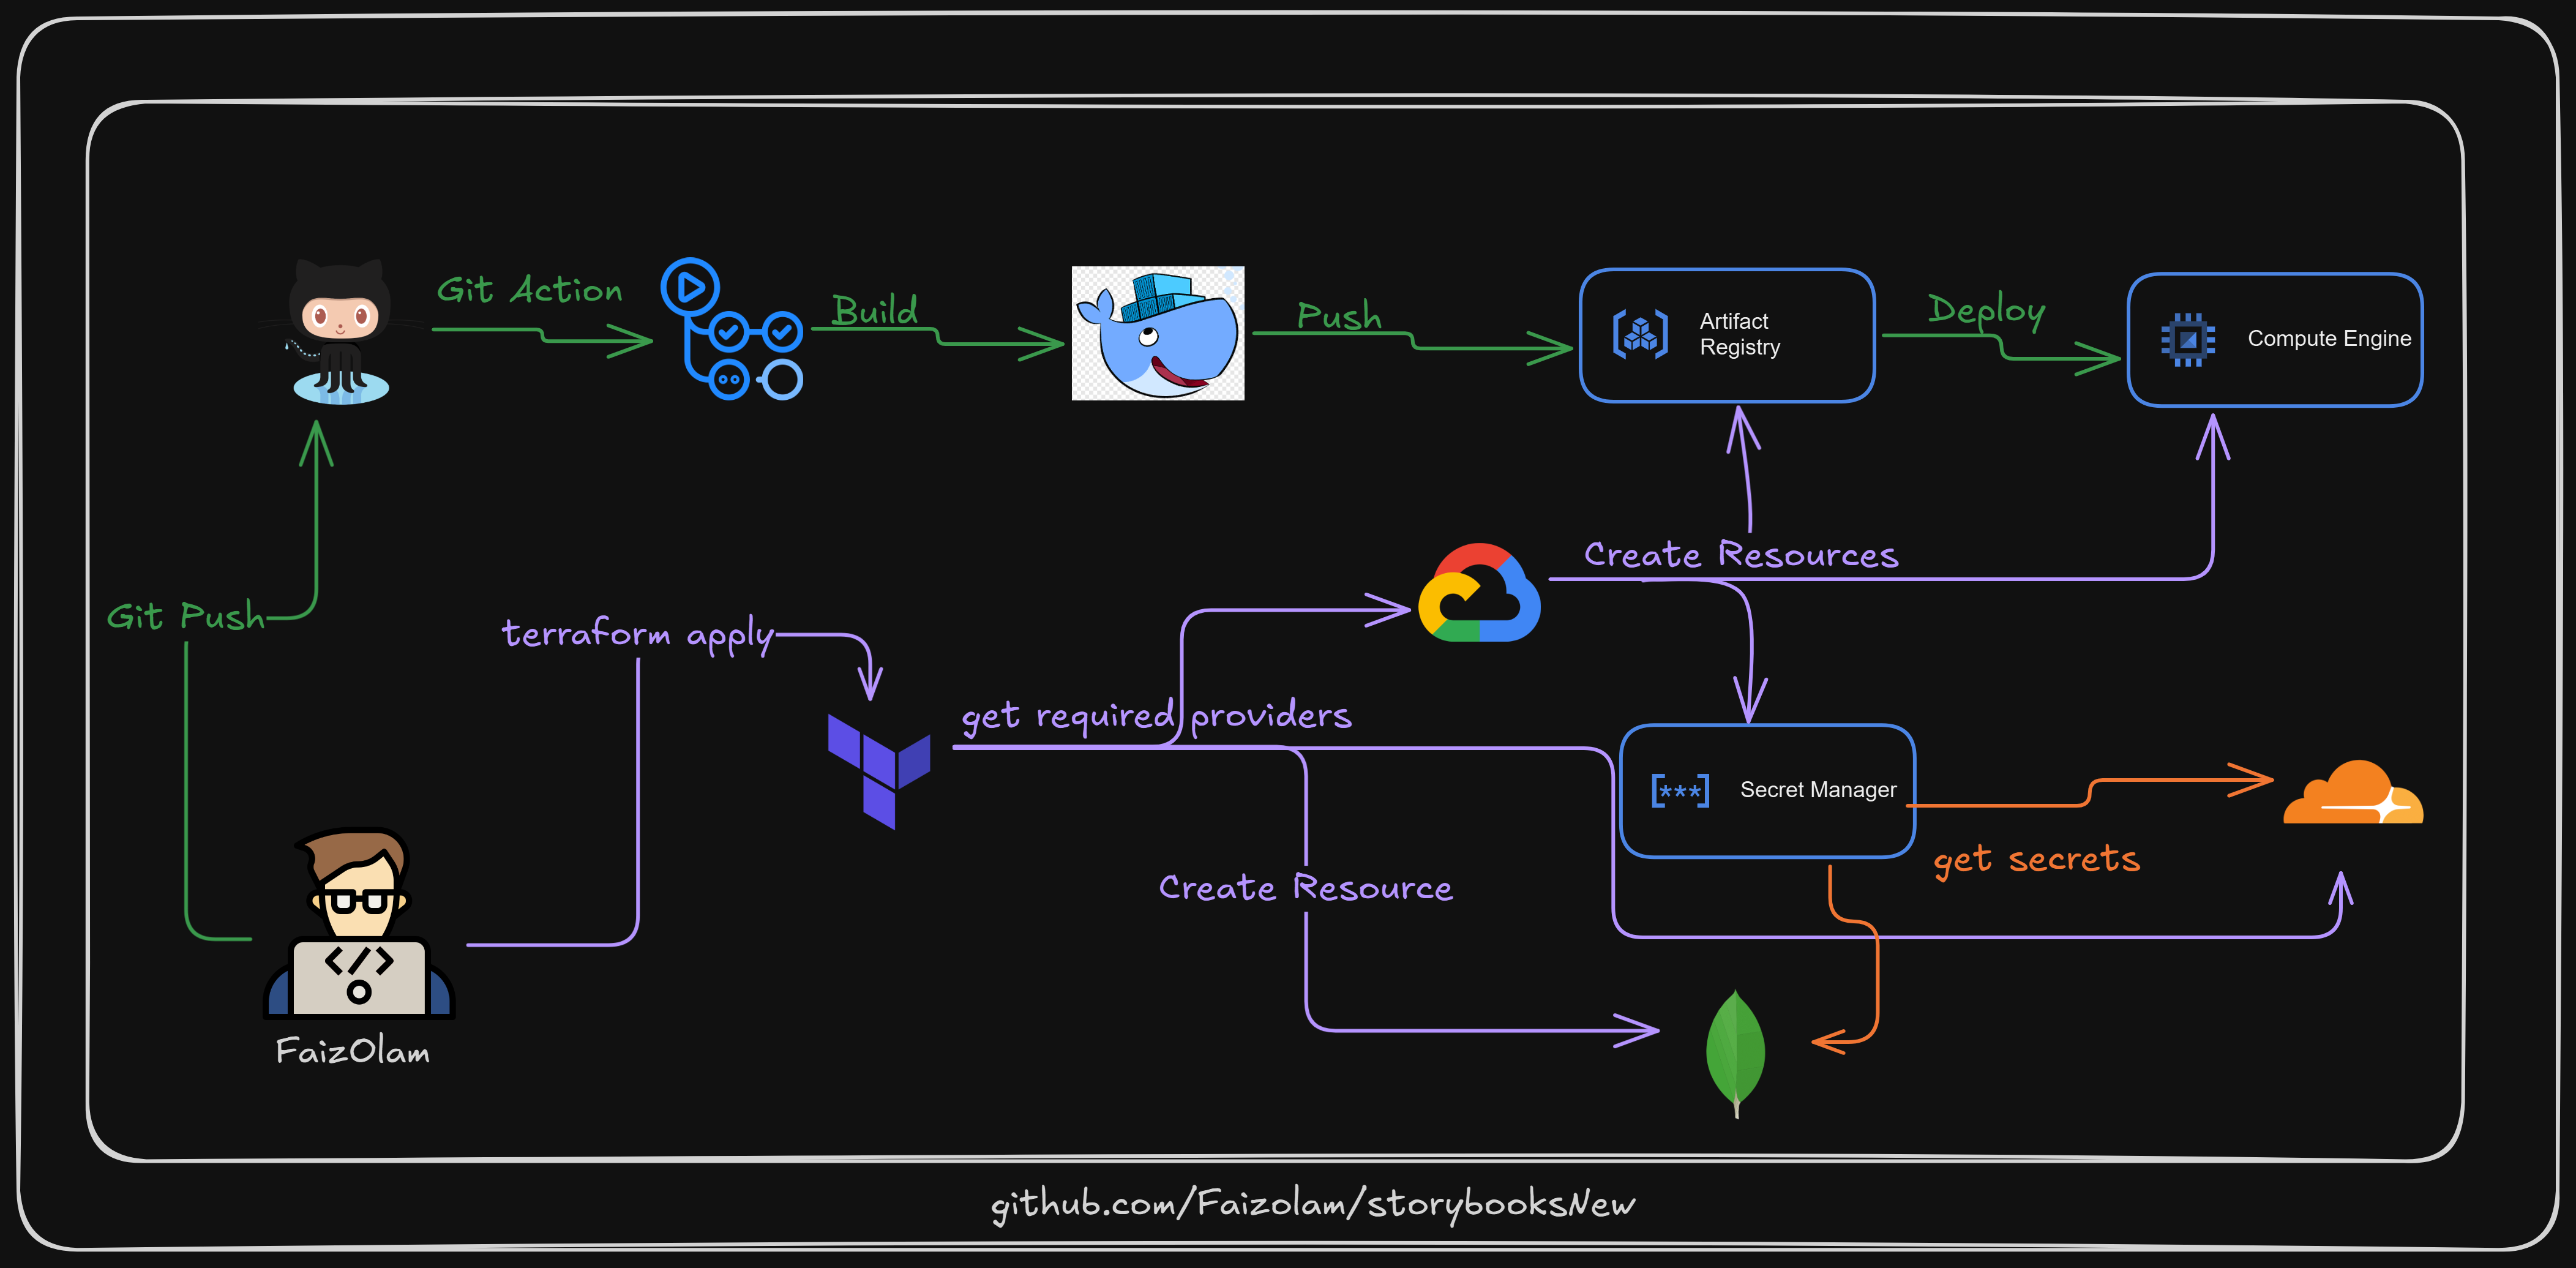 Git Action
Build
Push
Artifact
Registry
Deploy
Compute Engine
Create Resources
Git Push
terraform apply
get required providers
Secret Manager
[***]
get secrets
Create Resource
</>
FaizOlam
github.com/Faizolam/storybooksNew